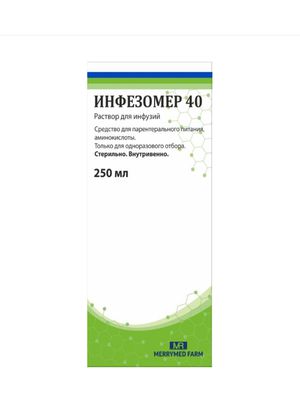 ИНФЕЗОМЕР 40
Раствор для инфузий
Средство для парентерального питания,
аминокислоты.
Только для одноразового отбора.
Стерильно. Внутривенно.
250 мл
MR
MERRYMED FARM